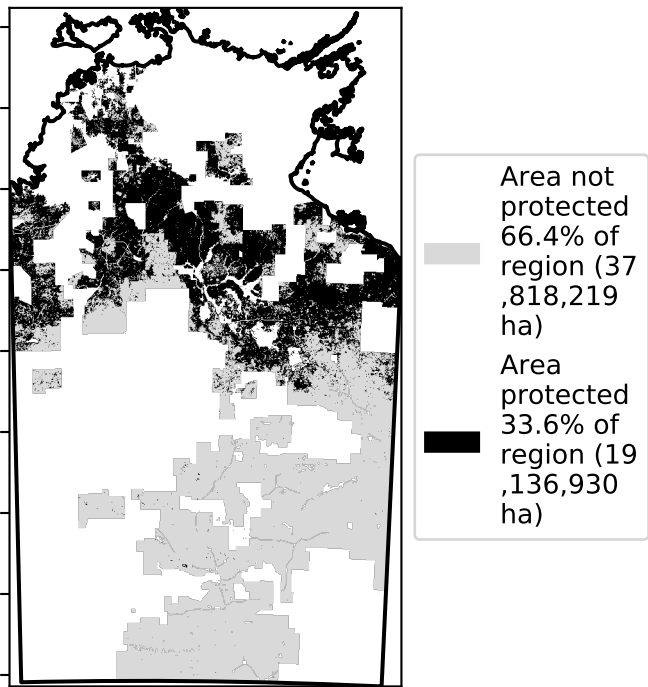 Area not
protected
66.4% of
region (37
,818,219
ha)
Area
protected
33.6% of
region (19
,136,930
ha)